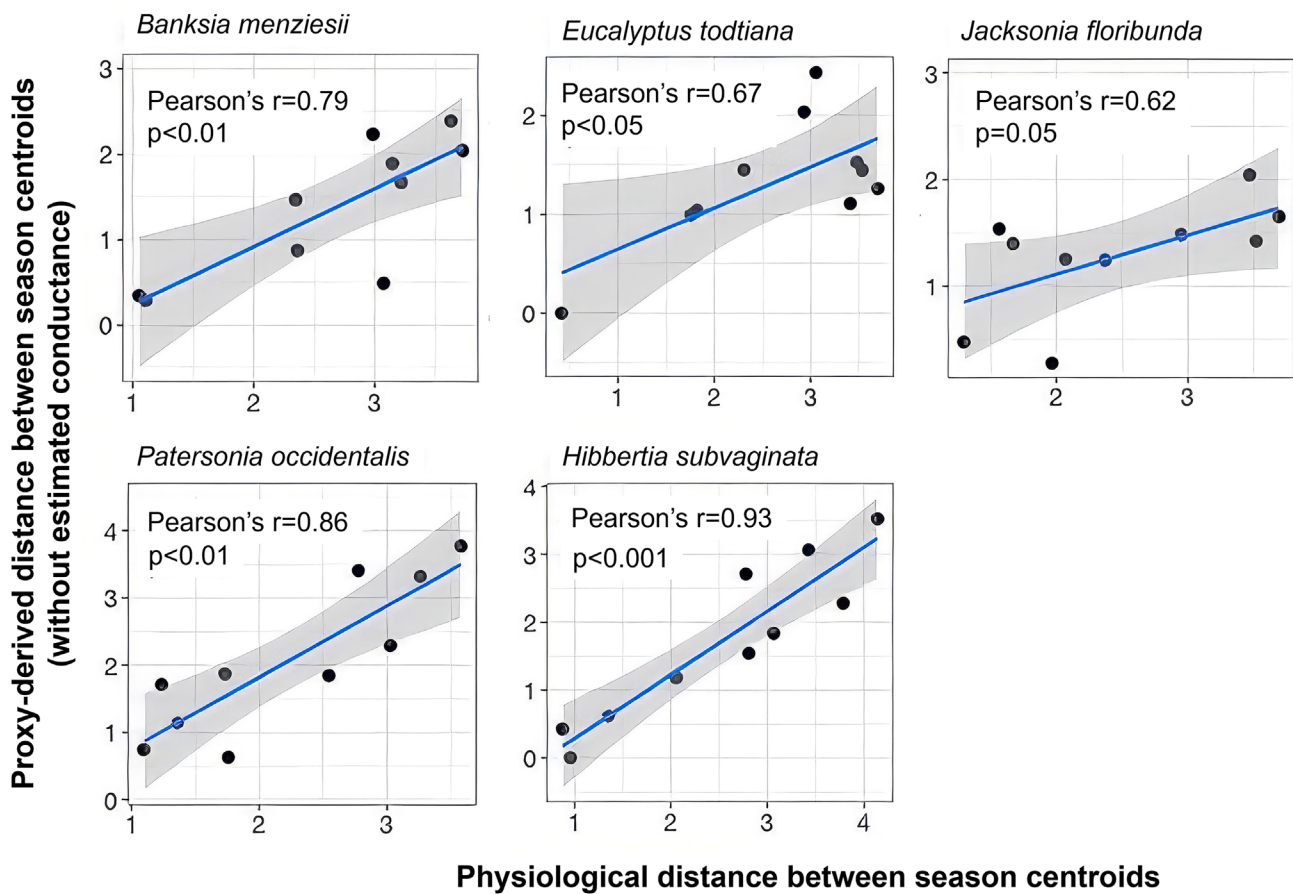 Proxy-derived distance between season centroids
(without estimated conductance)
Banksia menziesii
Pearson's r=0.79
p<0.01
3
2
1
0
1 2 3
Eucalyptus todtiana
Pearson's r=0.67
p<0.05
2
1
0
1 2 3
Jacksonia floribunda
Pearson's r=0.62
p=0.05
3
2
1
2 3
Patersonia occidentalis
Pearson's r=0.86
p<0.01
4
3
2
1
0
1 2 3
Hibbertia subvaginata
Pearson's r=0.93
p<0.001
4
3
2
1
0
1 2 3 4
Physiological distance between season centroids